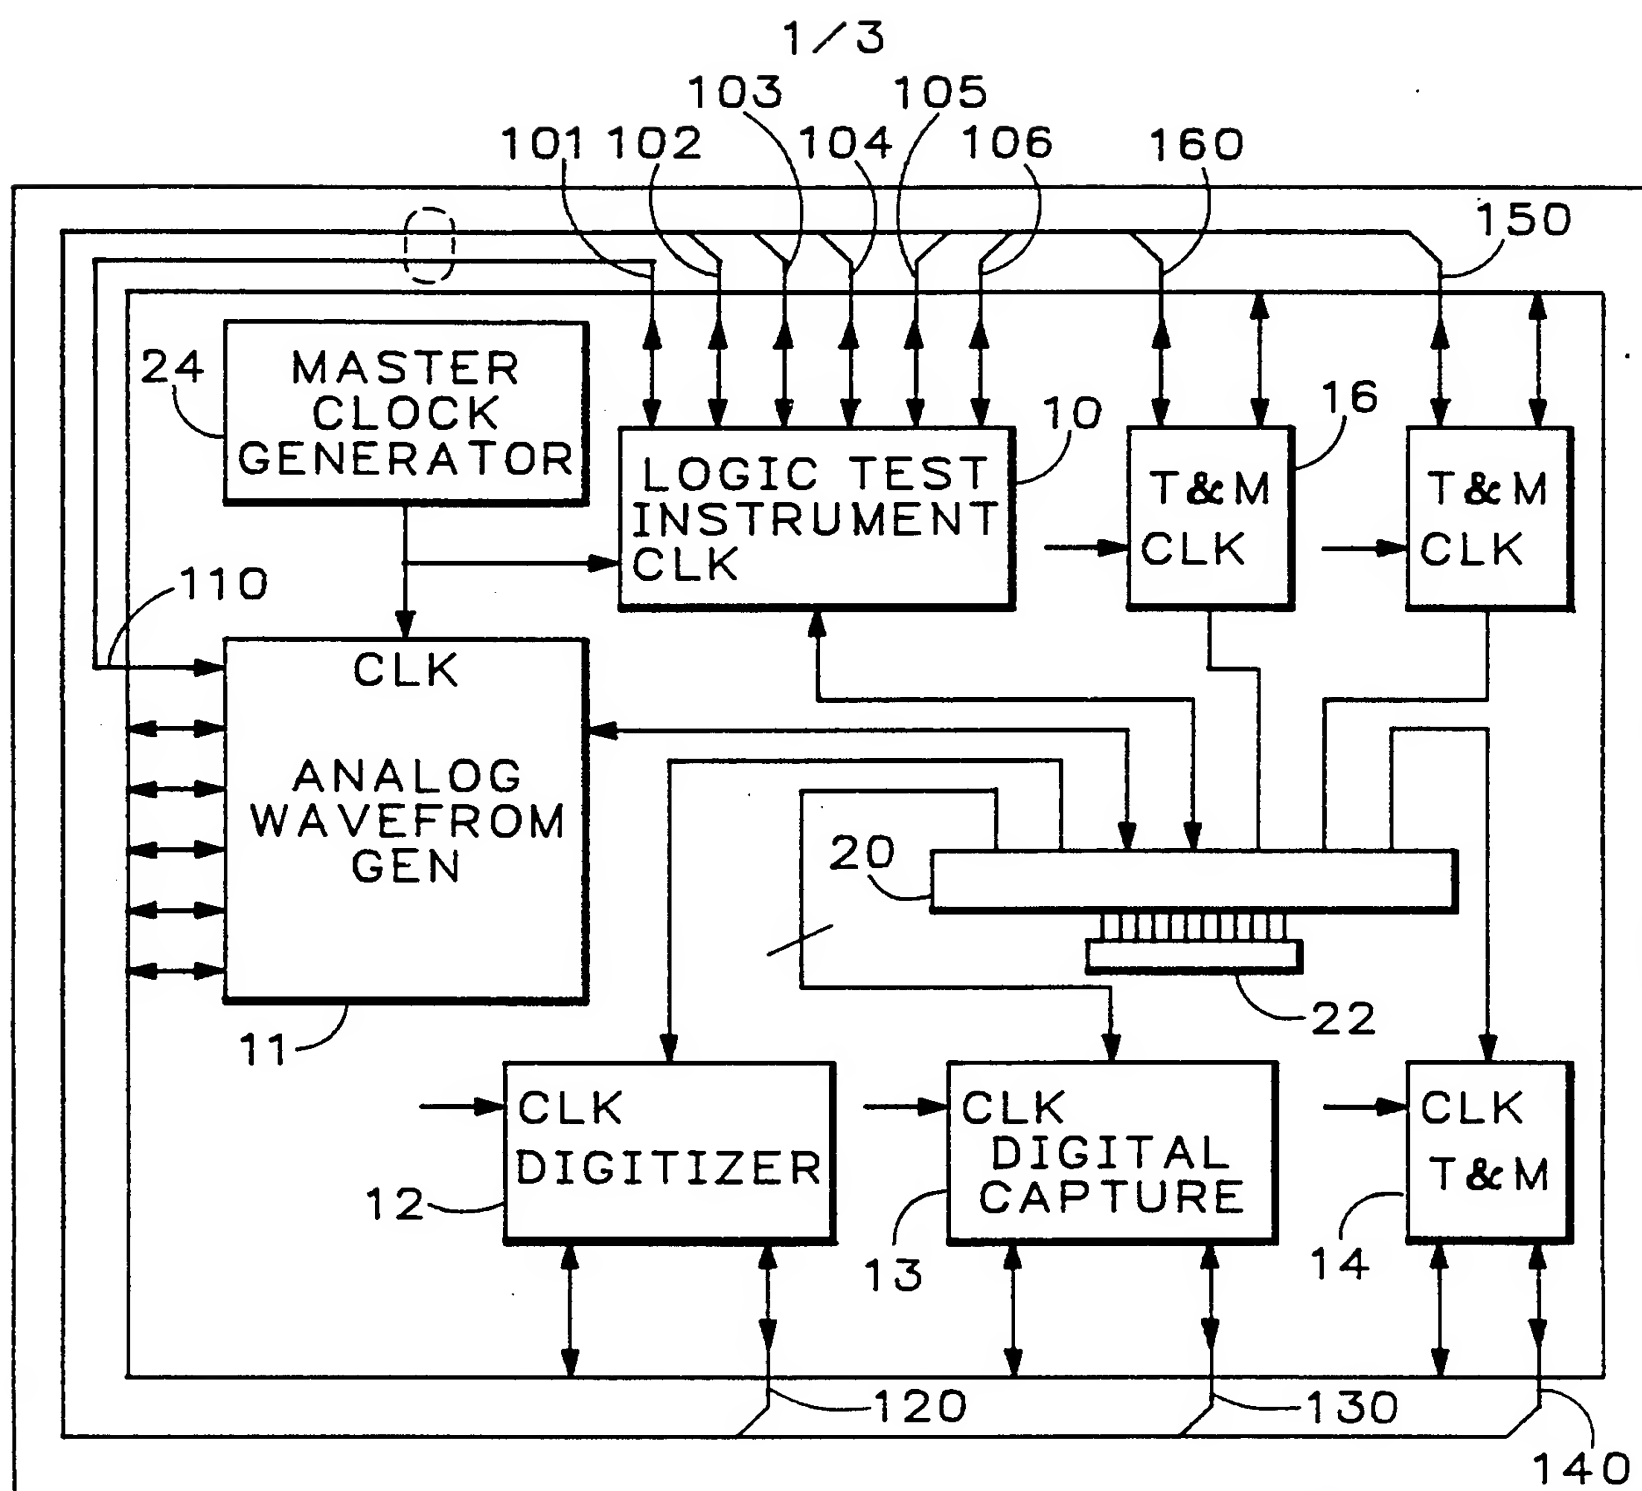 1/3
103 105
101 102 104 106 160
150
24
MASTER
CLOCK
GENERATOR
10
16
LOGIC TEST
INSTRUMENT
CLK
T&M
CLK
T&M
CLK
110
CLK
ANALOG
WAVEFROM
GEN
20
22
11
CLK
DIGITIZER
12
CLK
DIGITAL
CAPTURE
13
CLK
T&M
14
120
130
140